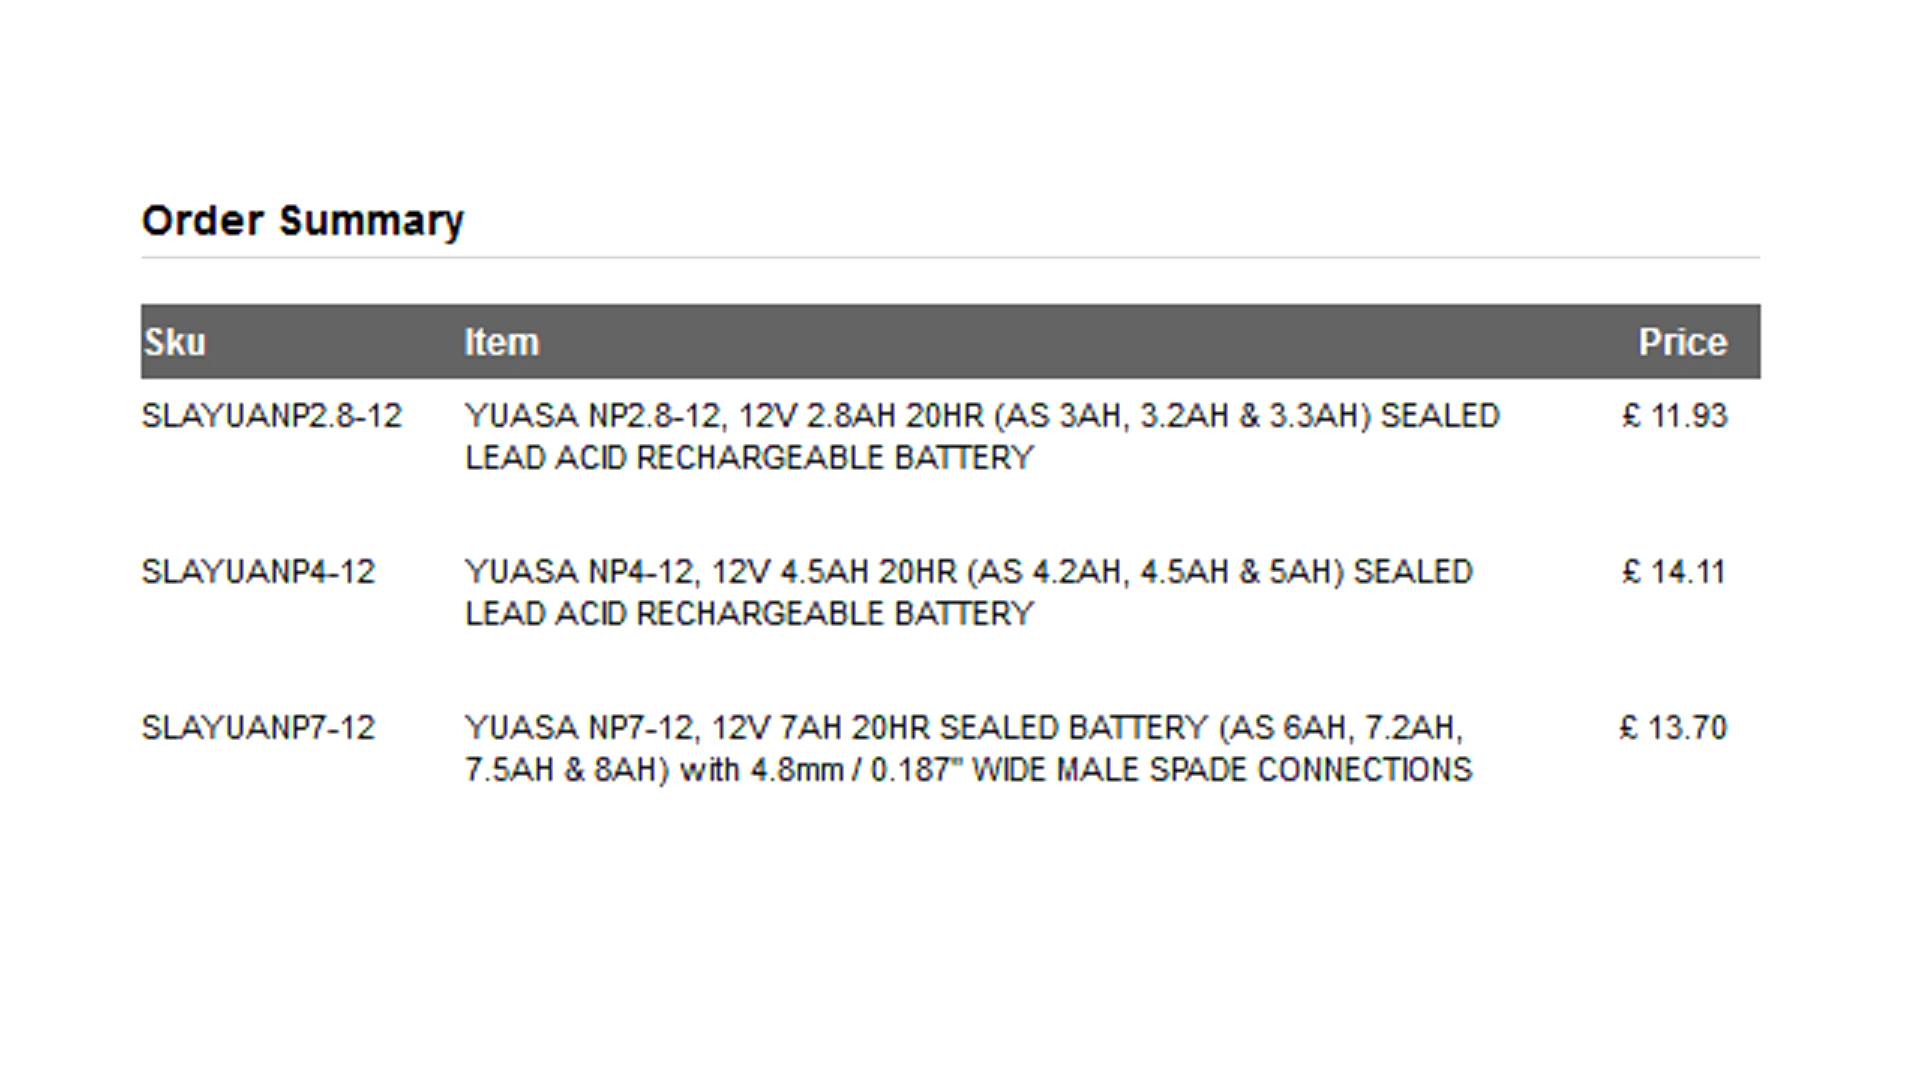 Order Summary
Sku Item Price
SLAYUANP2.8-12 YUASA NP2.8-12, 12V 2.8AH 20HR (AS 3AH, 3.2AH & 3.3AH) SEALED £ 11.93
LEAD ACID RECHARGEABLE BATTERY
SLAYUANP4-12 YUASA NP4-12, 12V 4.5AH 20HR (AS 4.2AH, 4.5AH & 5AH) SEALED £ 14.11
LEAD ACID RECHARGEABLE BATTERY
SLAYUANP7-12 YUASA NP7-12, 12V 7AH 20HR SEALED BATTERY (AS 6AH, 7.2AH, £ 13.70
7.5AH & 8AH) with 4.8mm / 0.187" WIDE MALE SPADE CONNECTIONS